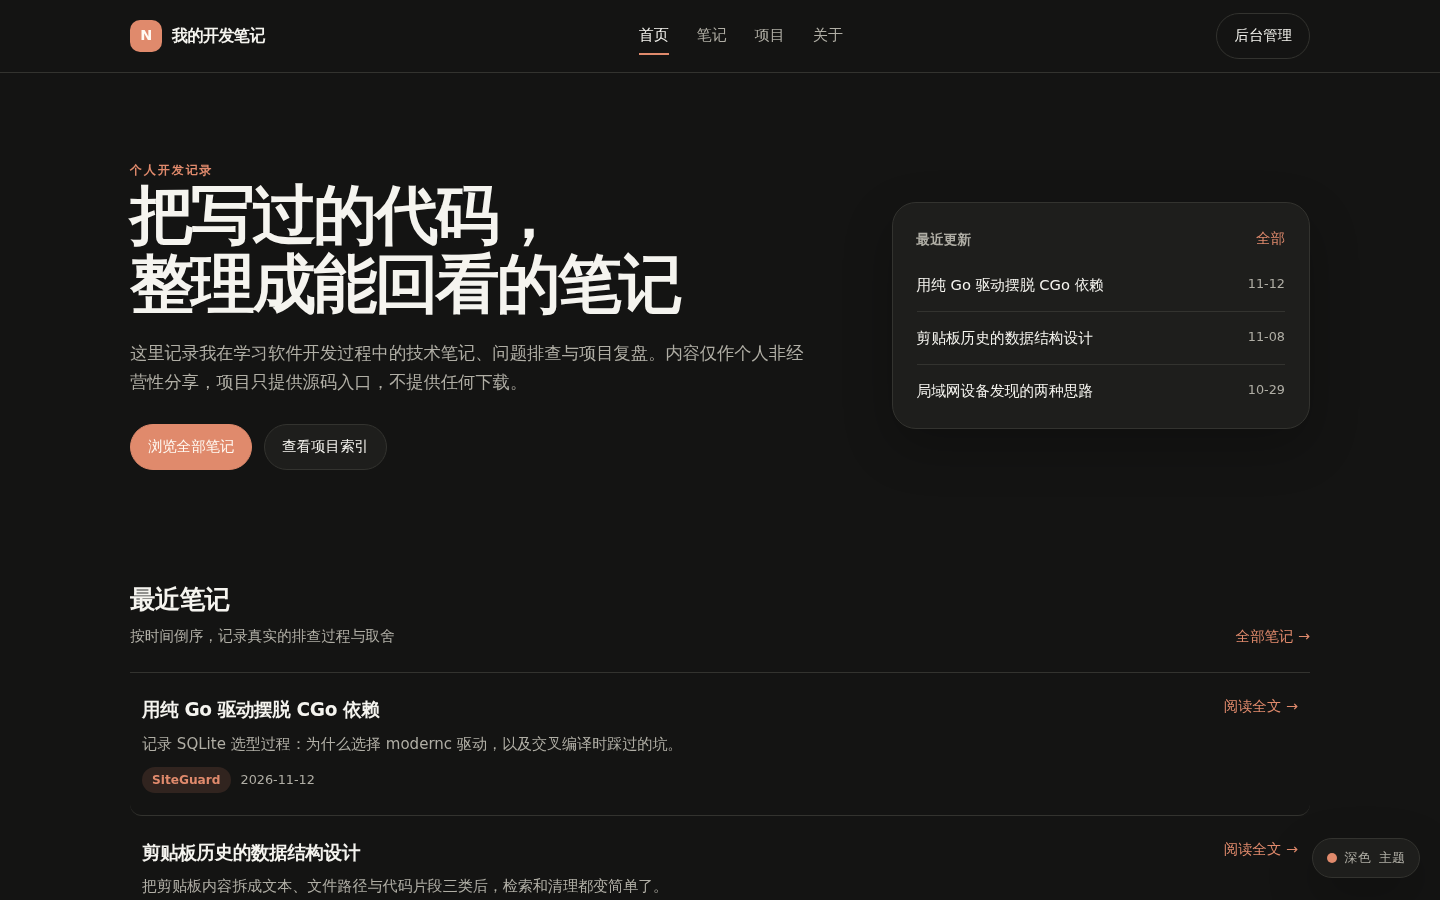 N 我的开发笔记
首页 笔记 项目 关于
后台管理
个人开发记录
把写过的代码，
整理成能回看的笔记
这里记录我在学习软件开发过程中的技术笔记、问题排查与项目复盘。内容仅作个人非经
营性分享，项目只提供源码入口，不提供任何下载。
浏览全部笔记 查看项目索引
最近更新 全部
用纯 Go 驱动摆脱 CGo 依赖 11-12
剪贴板历史的数据结构设计 11-08
局域网设备发现的两种思路 10-29
最近笔记
按时间倒序，记录真实的排查过程与取舍 全部笔记 →
用纯 Go 驱动摆脱 CGo 依赖 阅读全文 →
记录 SQLite 选型过程：为什么选择 modernc 驱动，以及交叉编译时踩过的坑。
SiteGuard 2026-11-12
剪贴板历史的数据结构设计 阅读全文 →
把剪贴板内容拆成文本、文件路径与代码片段三类后，检索和清理都变简单了。
深色 主题